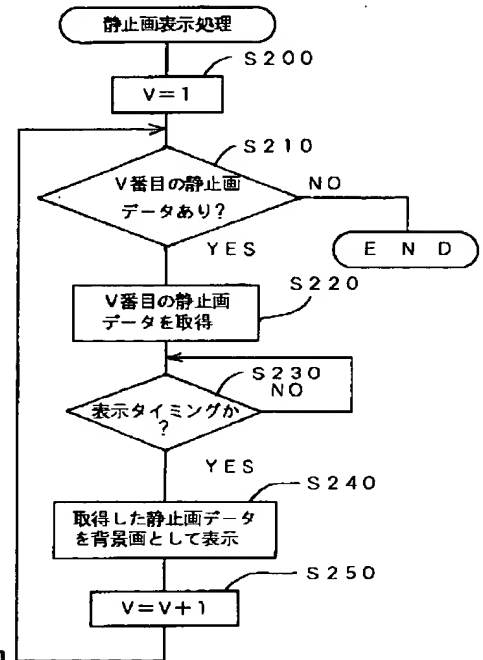 静止画表示処理
S200
V=1
S210
V番目の静止画
データあり?
NO
YES
E N D
S220
V番目の静止画
データを取得
S230
NO
表示タイミングか
?
YES
S240
取得した静止画データ
を背景画として表示
S250
V=V+1